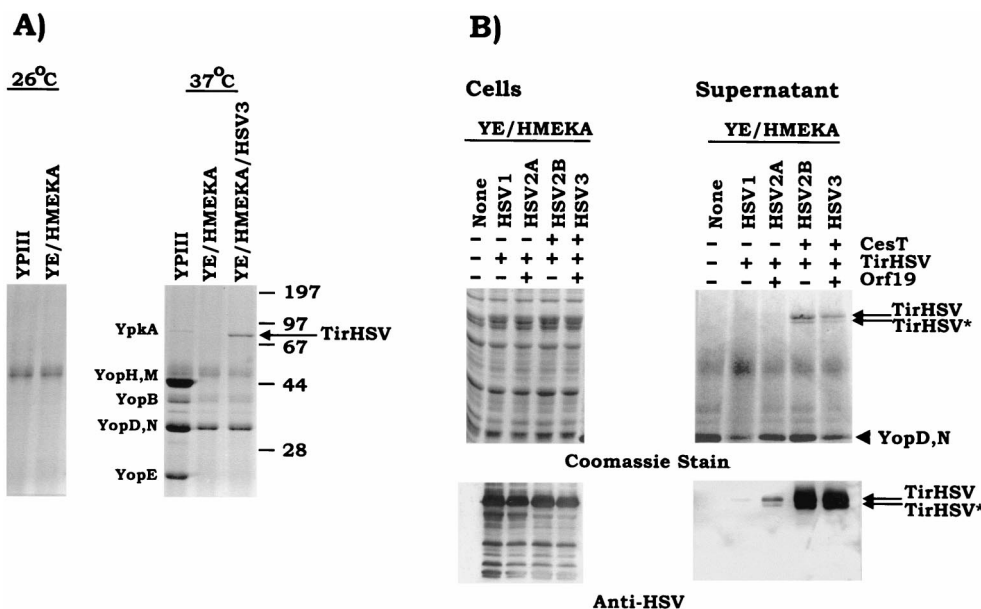 A)
26°C
37°C
YPIII
YE/HMEKA
YPIII
YE/HMEKA
YE/HMEKA/HSV3
197
97
67
44
28
YpkA
TirHSV
YopH,M
YopB
YopD,N
YopE
B)
Cells
Supernatant
YE/HMEKA
YE/HMEKA
None
HSV1
HSV2A
HSV2B
HSV3
None
HSV1
HSV2A
HSV2B
HSV3
- - - + + - - - + + CesT
- + + + + - + + + + TirHSV
- - + - + - - + - + Orf19
TirHSV
TirHSV*
YopD,N
Coomassie Stain
TirHSV
TirHSV*
Anti-HSV